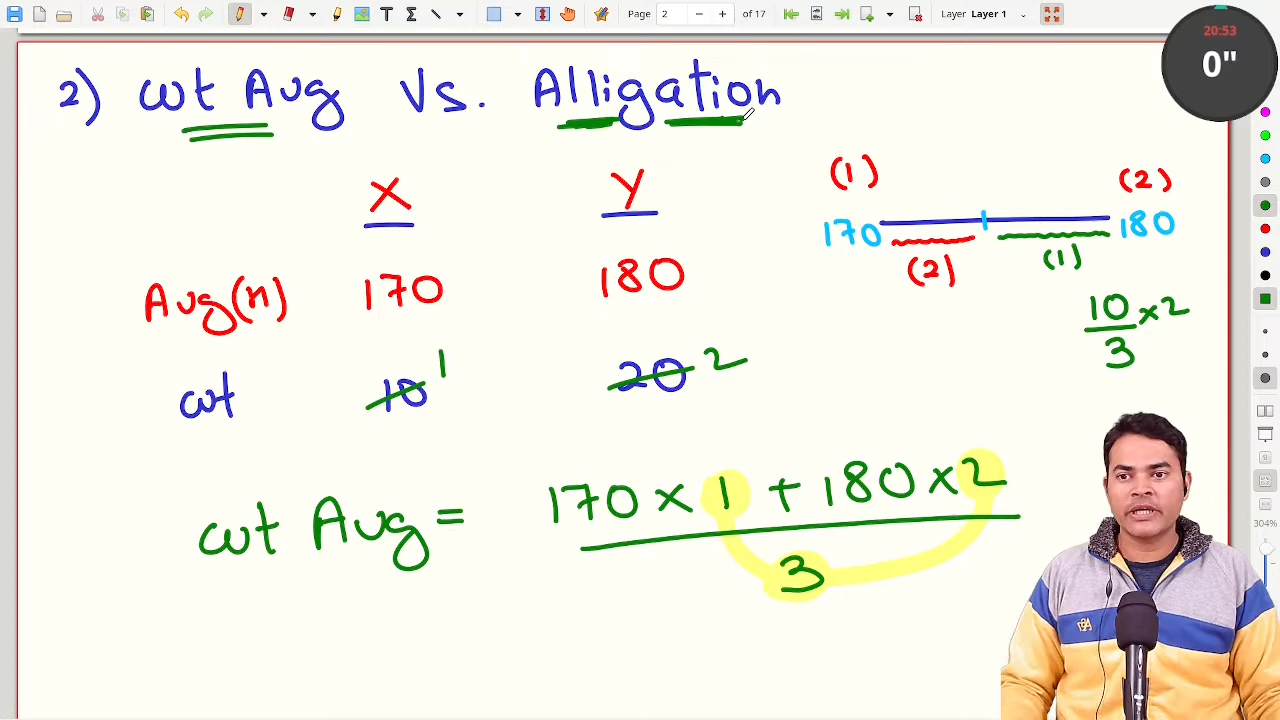 Page 2 of 17 Layer Layer 1
20:53
0"
304%
2) wt Avg Vs. Alligation
X Y
Avg(n) 170 180
wt 10 1 20 2
(1) (2)
170 180
(2) (1)
10/3 x 2
wt Avg = 170 x 1 + 180 x 2
3